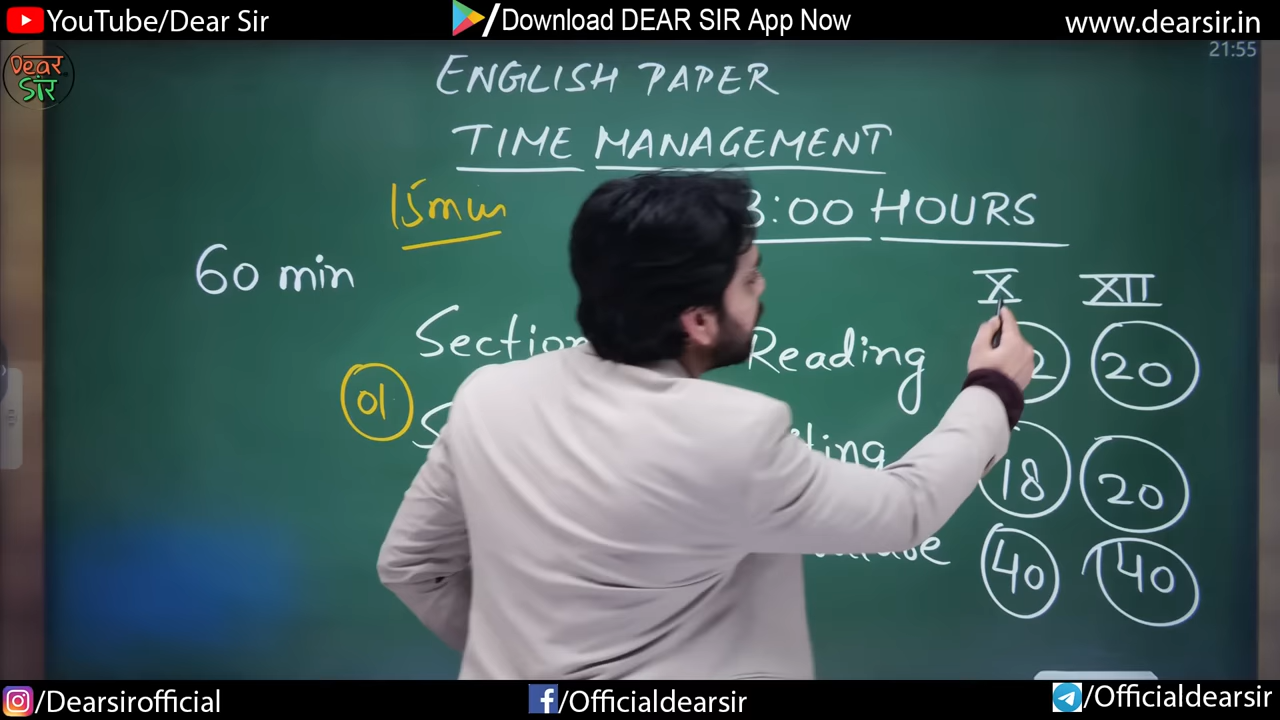 YouTube/Dear Sir
/Download DEAR SIR App Now
www.dearsir.in
21:55
Dear
Sir
ENGLISH PAPER
TIME MANAGEMENT
15min
3:00 HOURS
60 min
X XII
Section Reading 20
01
18 20
40 40
/Dearsirofficial
/Officialdearsir
/Officialdearsir